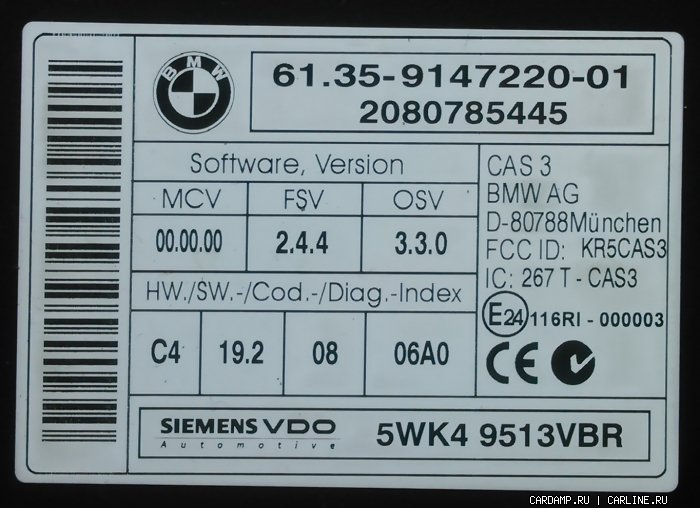 BMW
61.35-9147220-01
2080785445
Software, Version
MCV FSV OSV
00.00.00 2.4.4 3.3.0
HW./SW.-/Cod.-/Diag.-Index
C4 19.2 08 06A0
CAS 3
BMW AG
D-80788München
FCC ID: KR5CAS3
IC: 267 T - CAS3
E24 116RI - 000003
CE
SIEMENS VDO
Automotive
5WK4 9513VBR
CARDAMP.RU | CARLINE.RU